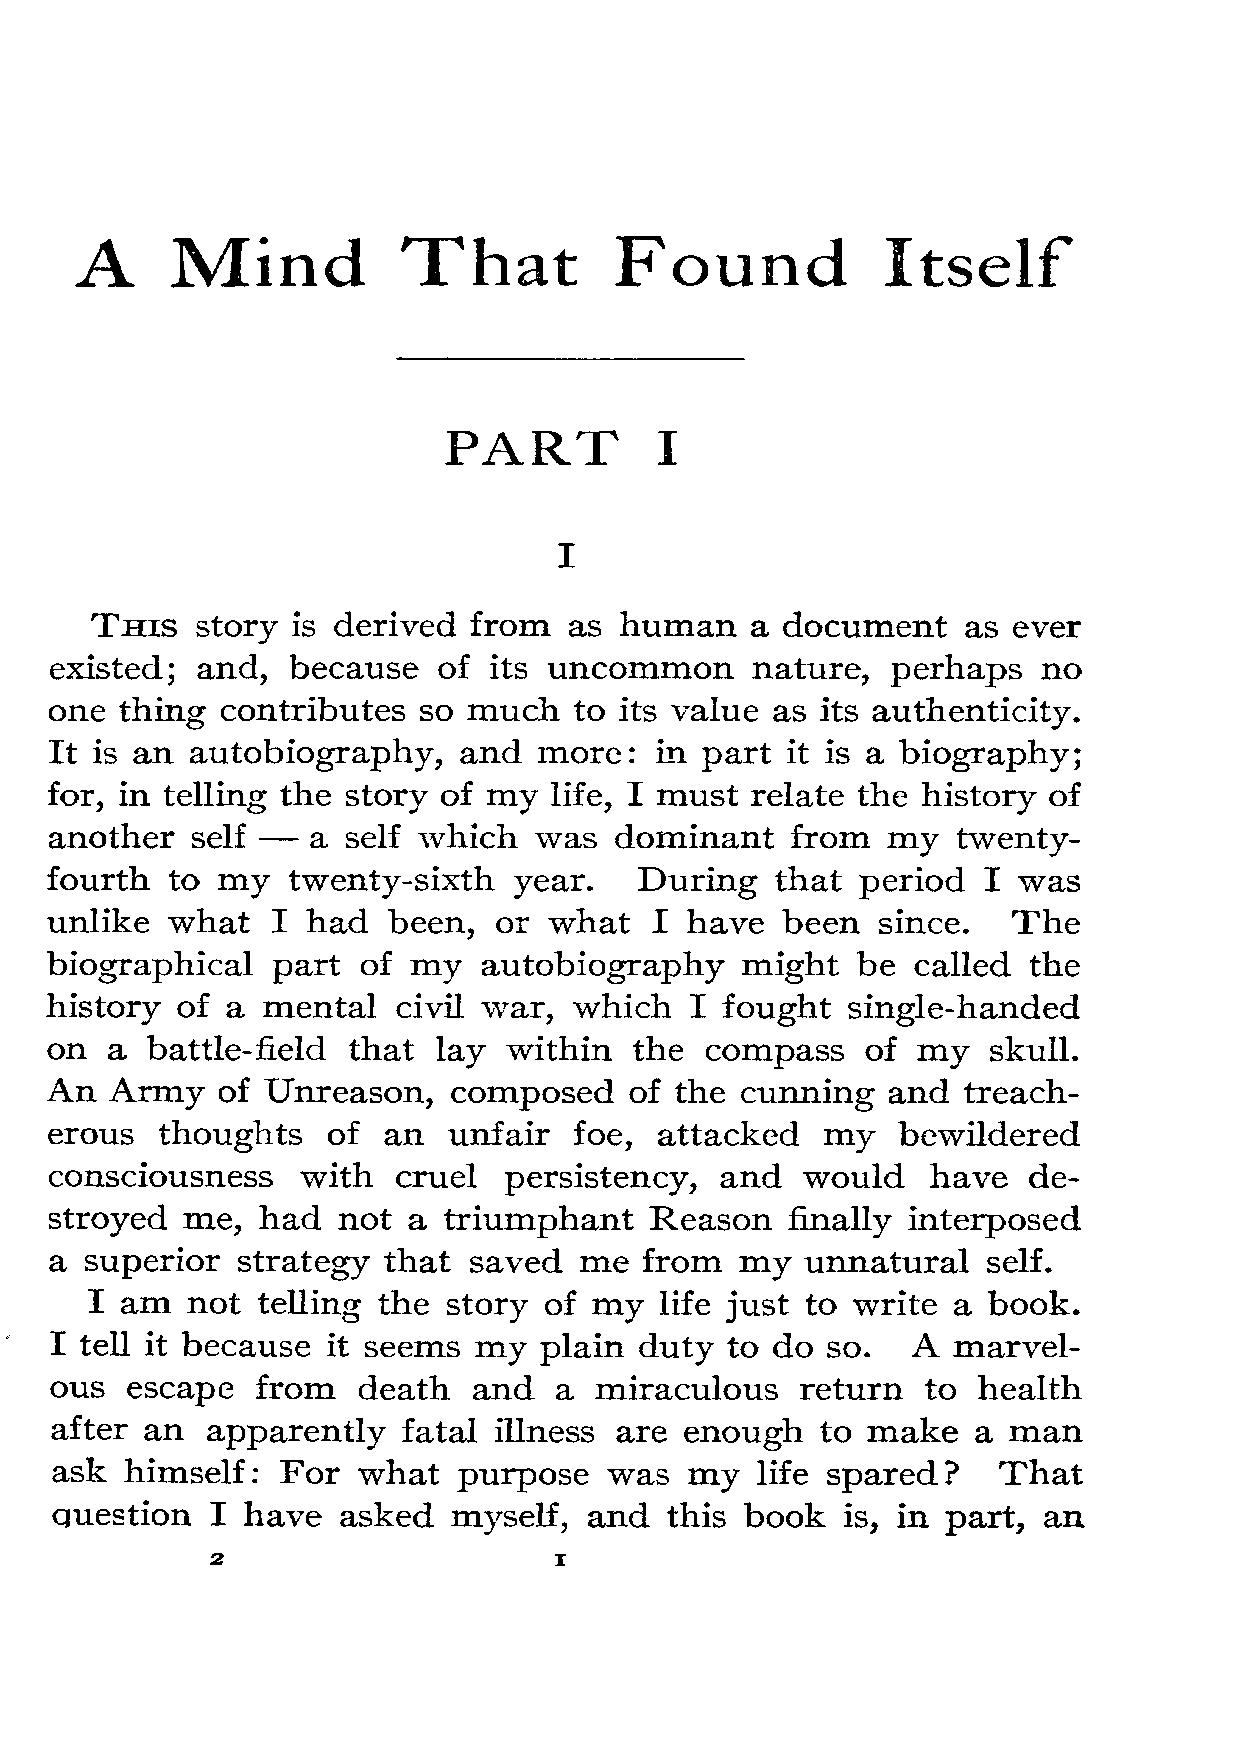 A Mind That Found Itself
PART I
I
THIS story is derived from as human a document as ever
existed; and, because of its uncommon nature, perhaps no
one thing contributes so much to its value as its authenticity.
It is an autobiography, and more: in part it is a biography;
for, in telling the story of my life, I must relate the history of
another self — a self which was dominant from my twenty-
fourth to my twenty-sixth year. During that period I was
unlike what I had been, or what I have been since. The
biographical part of my autobiography might be called the
history of a mental civil war, which I fought single-handed
on a battle-field that lay within the compass of my skull.
An Army of Unreason, composed of the cunning and treach-
erous thoughts of an unfair foe, attacked my bewildered
consciousness with cruel persistency, and would have de-
stroyed me, had not a triumphant Reason finally interposed
a superior strategy that saved me from my unnatural self.
I am not telling the story of my life just to write a book.
I tell it because it seems my plain duty to do so. A marvel-
ous escape from death and a miraculous return to health
after an apparently fatal illness are enough to make a man
ask himself: For what purpose was my life spared? That
question I have asked myself, and this book is, in part, an
2 I